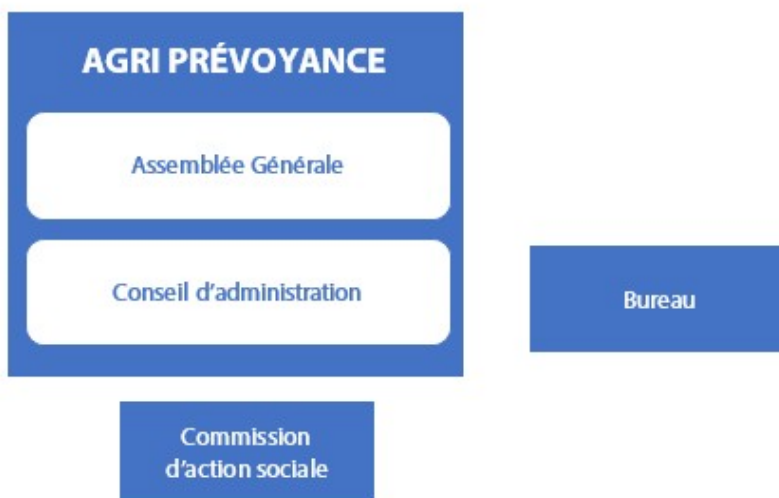 AGRI PRÉVOYANCE
Assemblée Générale
Conseil d’administration
Bureau
Commission
d’action sociale